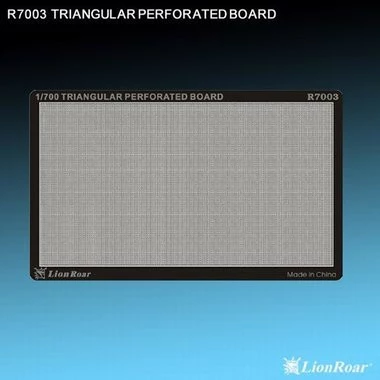 R7003 TRIANGULAR PERFORATED BOARD
1/700 TRIANGULAR PERFORATED BOARD R7003
LionRoar Made in China
LionRoar